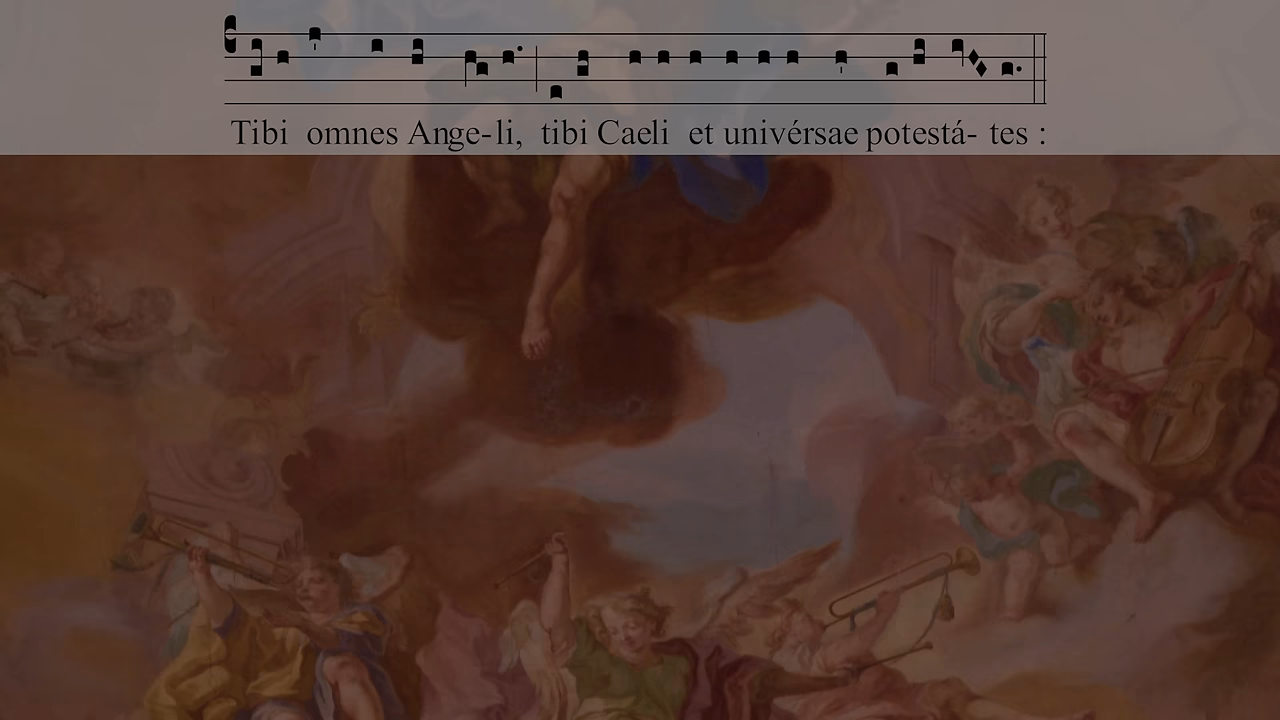 Tibi omnes Ange-li, tibi Caeli et univérsae potestá- tes :